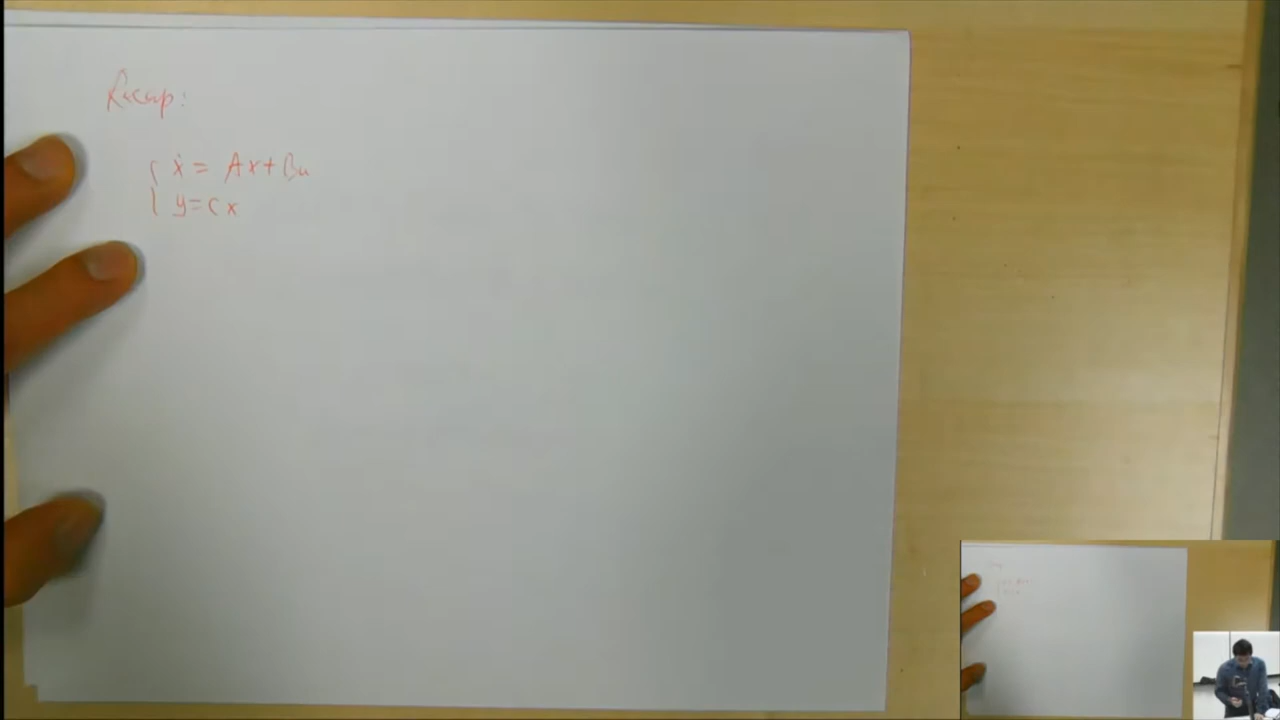 Recap:
ẋ = Ax + Bu
y = Cx